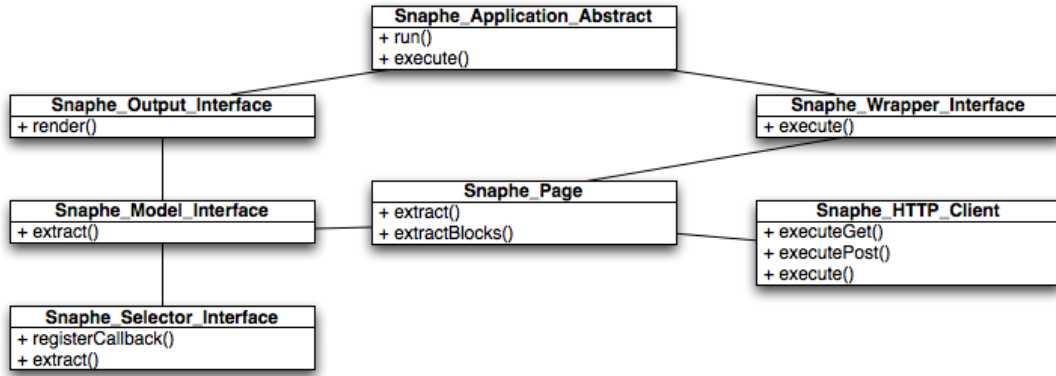 Snaphe_Application_Abstract
+ run()
+ execute()
Snaphe_Output_Interface
+ render()
Snaphe_Wrapper_Interface
+ execute()
Snaphe_Model_Interface
+ extract()
Snaphe_Page
+ extract()
+ extractBlocks()
Snaphe_HTTP_Client
+ executeGet()
+ executePost()
+ execute()
Snaphe_Selector_Interface
+ registerCallback()
+ extract()